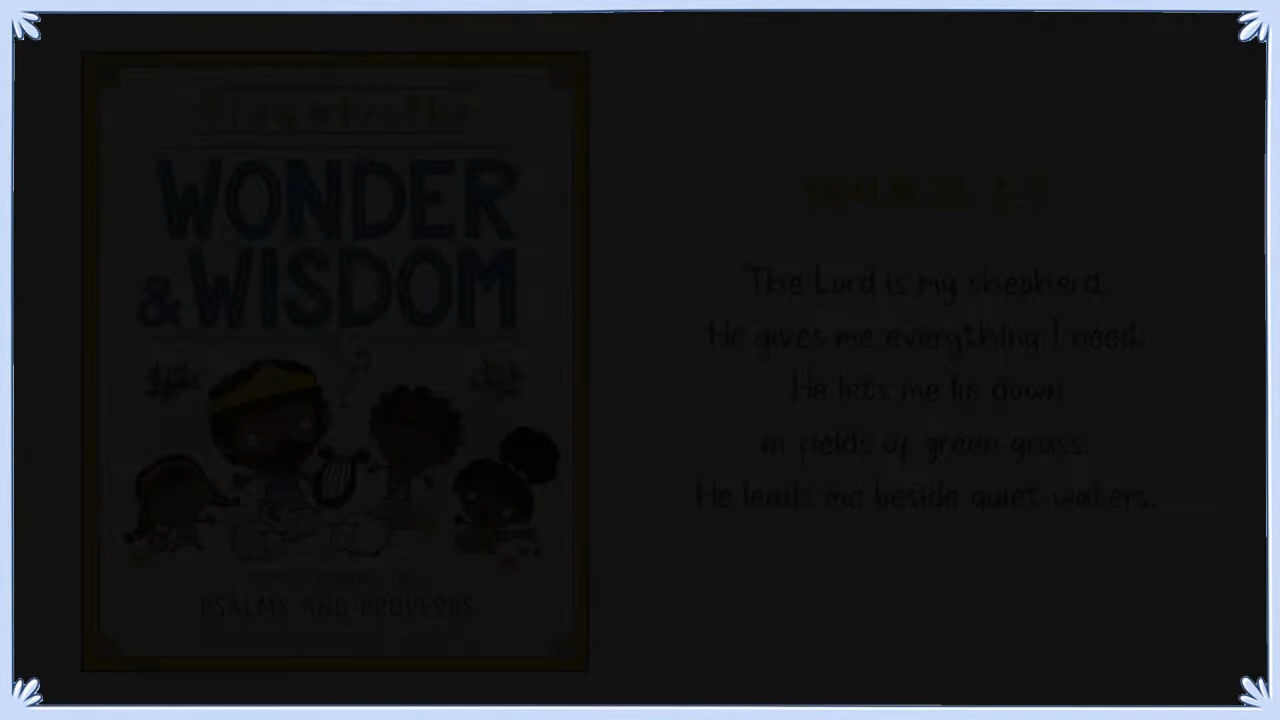 WONDER
& WISDOM
PSALMS AND PROVERBS
The Lord is my shepherd.
He gives me everything I need.
He lets me lie down
in fields of green grass.
He leads me beside quiet waters.